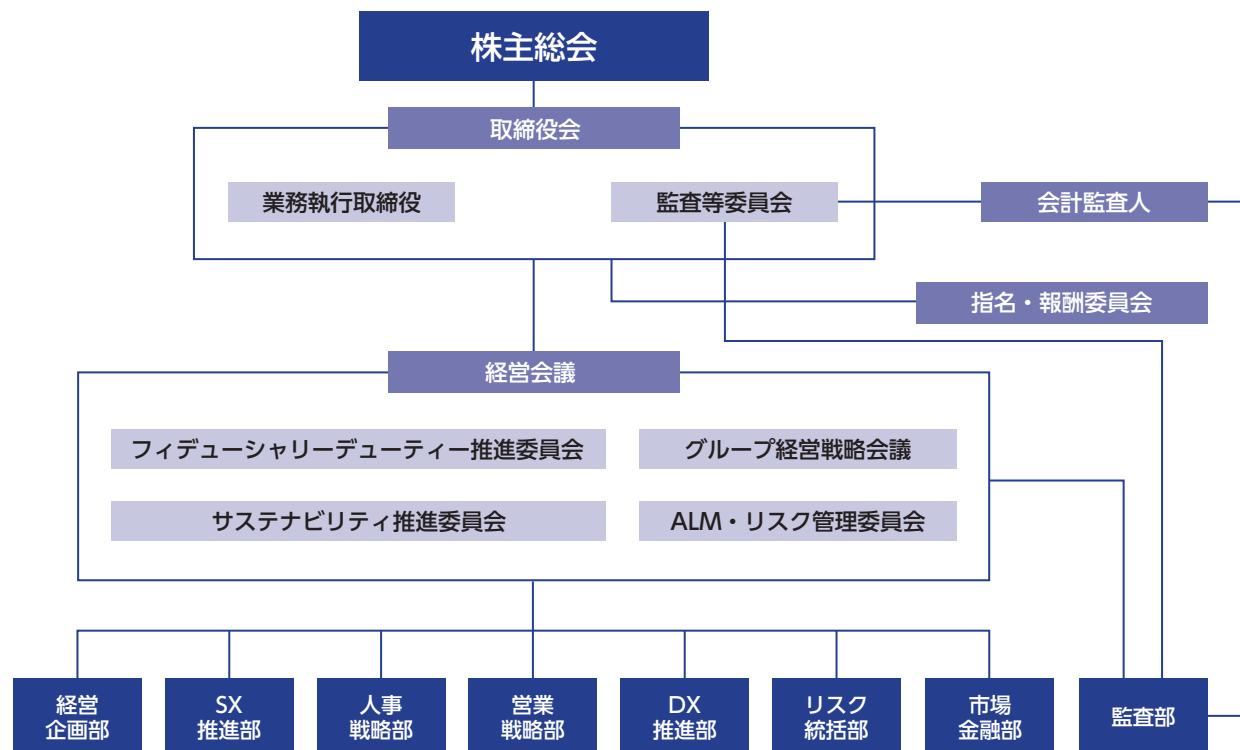 株主総会
取締役会
業務執行取締役
監査等委員会
会計監査人
指名・報酬委員会
経営会議
フィデューシャリーデューティー推進委員会
グループ経営戦略会議
サステナビリティ推進委員会
ALM・リスク管理委員会
経営
企画部
SX
推進部
人事
戦略部
営業
戦略部
DX
推進部
リスク
統括部
市場
金融部
監査部